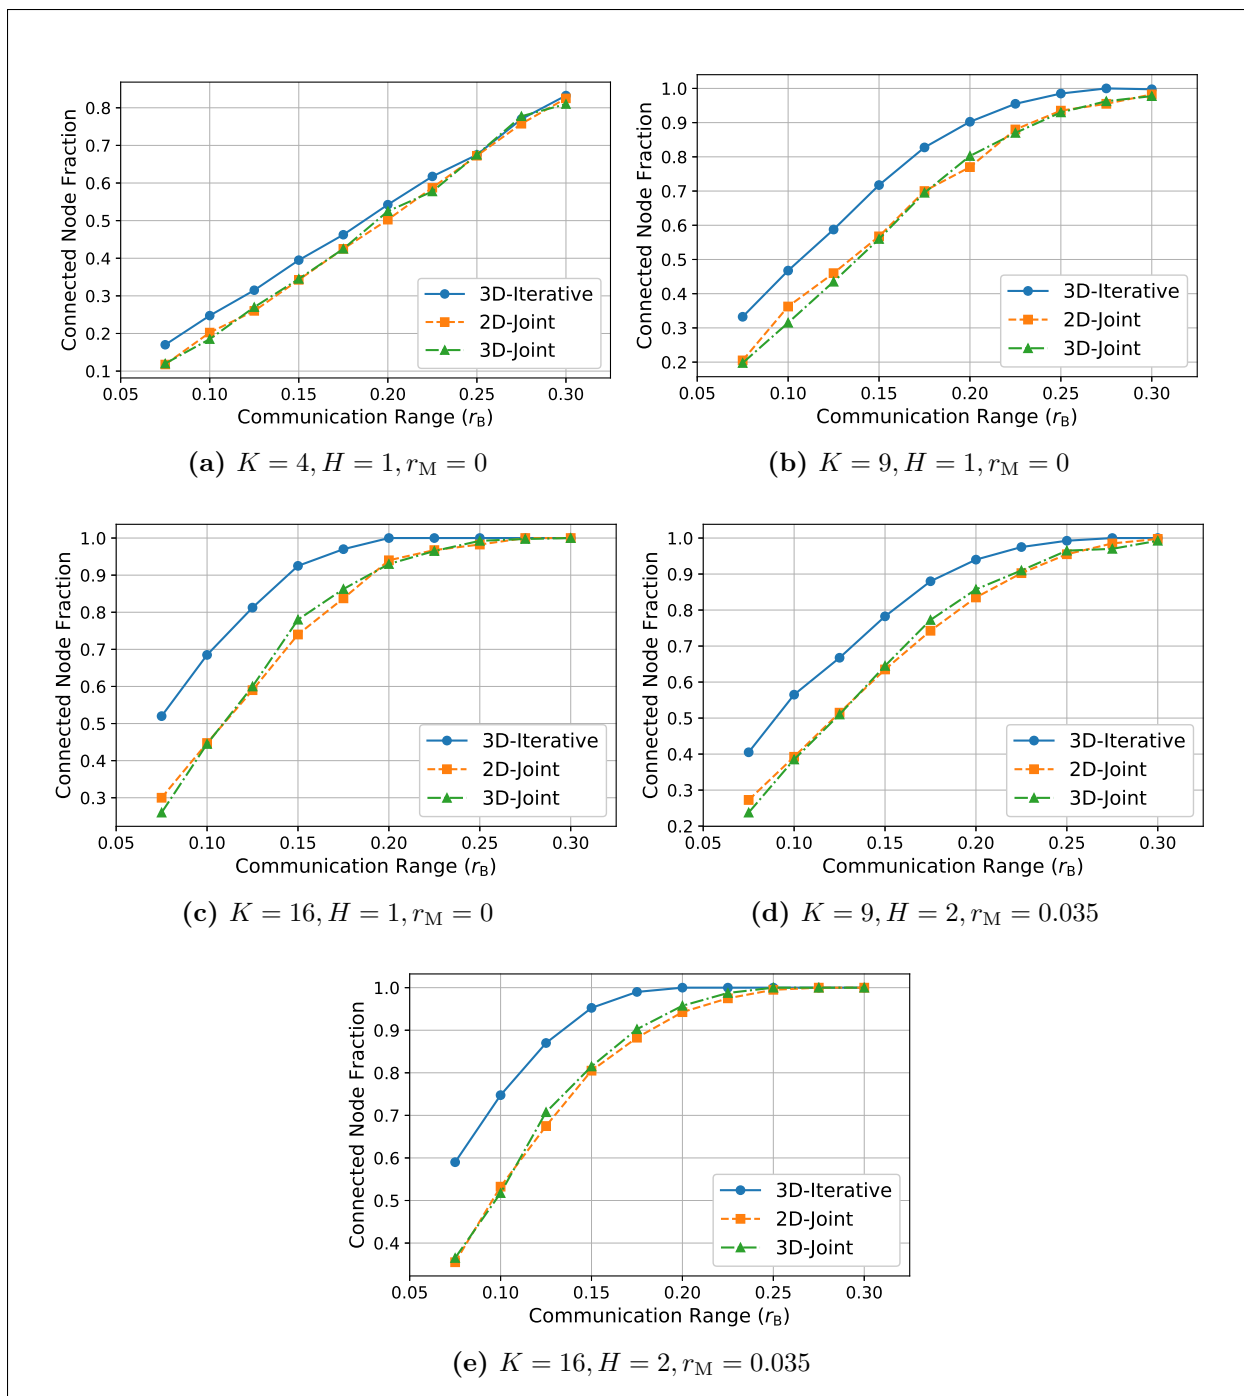 Connected Node Fraction
0.8
0.7
0.6
0.5
0.4
0.3
0.2
0.1
3D-Iterative
2D-Joint
3D-Joint
0.05 0.10 0.15 0.20 0.25 0.30
Communication Range (r_B)
(a) K = 4, H = 1, r_M = 0
Connected Node Fraction
1.0
0.9
0.8
0.7
0.6
0.5
0.4
0.3
0.2
3D-Iterative
2D-Joint
3D-Joint
0.05 0.10 0.15 0.20 0.25 0.30
Communication Range (r_B)
(b) K = 9, H = 1, r_M = 0
Connected Node Fraction
1.0
0.9
0.8
0.7
0.6
0.5
0.4
0.3
3D-Iterative
2D-Joint
3D-Joint
0.05 0.10 0.15 0.20 0.25 0.30
Communication Range (r_B)
(c) K = 16, H = 1, r_M = 0
Connected Node Fraction
1.0
0.9
0.8
0.7
0.6
0.5
0.4
0.3
0.2
3D-Iterative
2D-Joint
3D-Joint
0.05 0.10 0.15 0.20 0.25 0.30
Communication Range (r_B)
(d) K = 9, H = 2, r_M = 0.035
Connected Node Fraction
1.0
0.9
0.8
0.7
0.6
0.5
0.4
3D-Iterative
2D-Joint
3D-Joint
0.05 0.10 0.15 0.20 0.25 0.30
Communication Range (r_B)
(e) K = 16, H = 2, r_M = 0.035